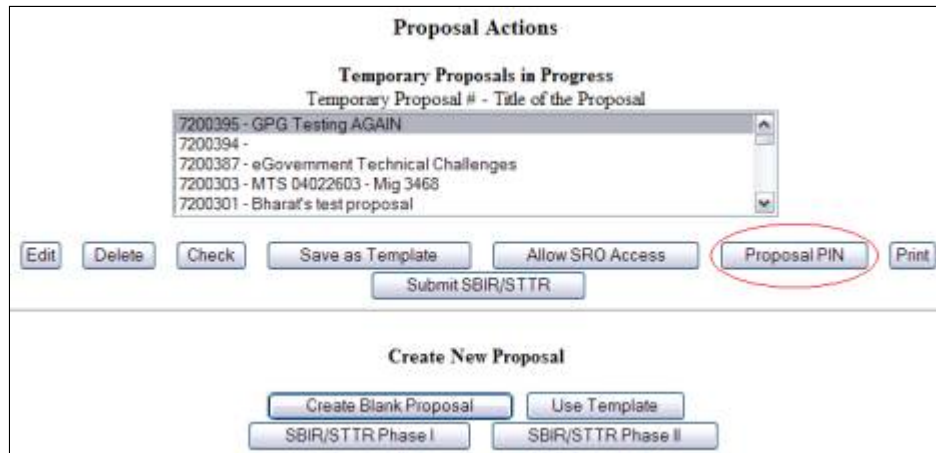 Proposal Actions
Temporary Proposals in Progress
Temporary Proposal # - Title of the Proposal
7200395 - GPG Testing AGAIN
7200394 -
7200387 - eGovernment Technical Challenges
7200303 - MTS 04022603 - Mig 3468
7200301 - Bharat's test proposal
Edit Delete Check Save as Template Allow SRO Access Proposal PIN Print
Submit SBIR/STTR
Create New Proposal
Create Blank Proposal Use Template
SBIR/STTR Phase I SBIR/STTR Phase II